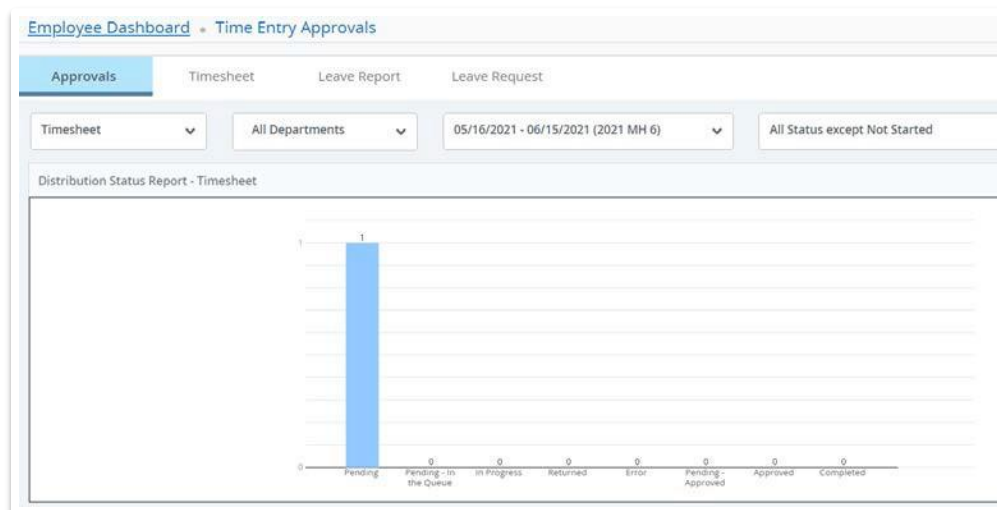 Employee Dashboard • Time Entry Approvals
Approvals Timesheet Leave Report Leave Request
Timesheet All Departments 05/16/2021 - 06/15/2021 (2021 MH 6) All Status except Not Started
Distribution Status Report - Timesheet
1
1
0
0 0 0 0 0 0 0
Pending Pending - In the Queue In Progress Returned Error Pending - Approved Approved Completed